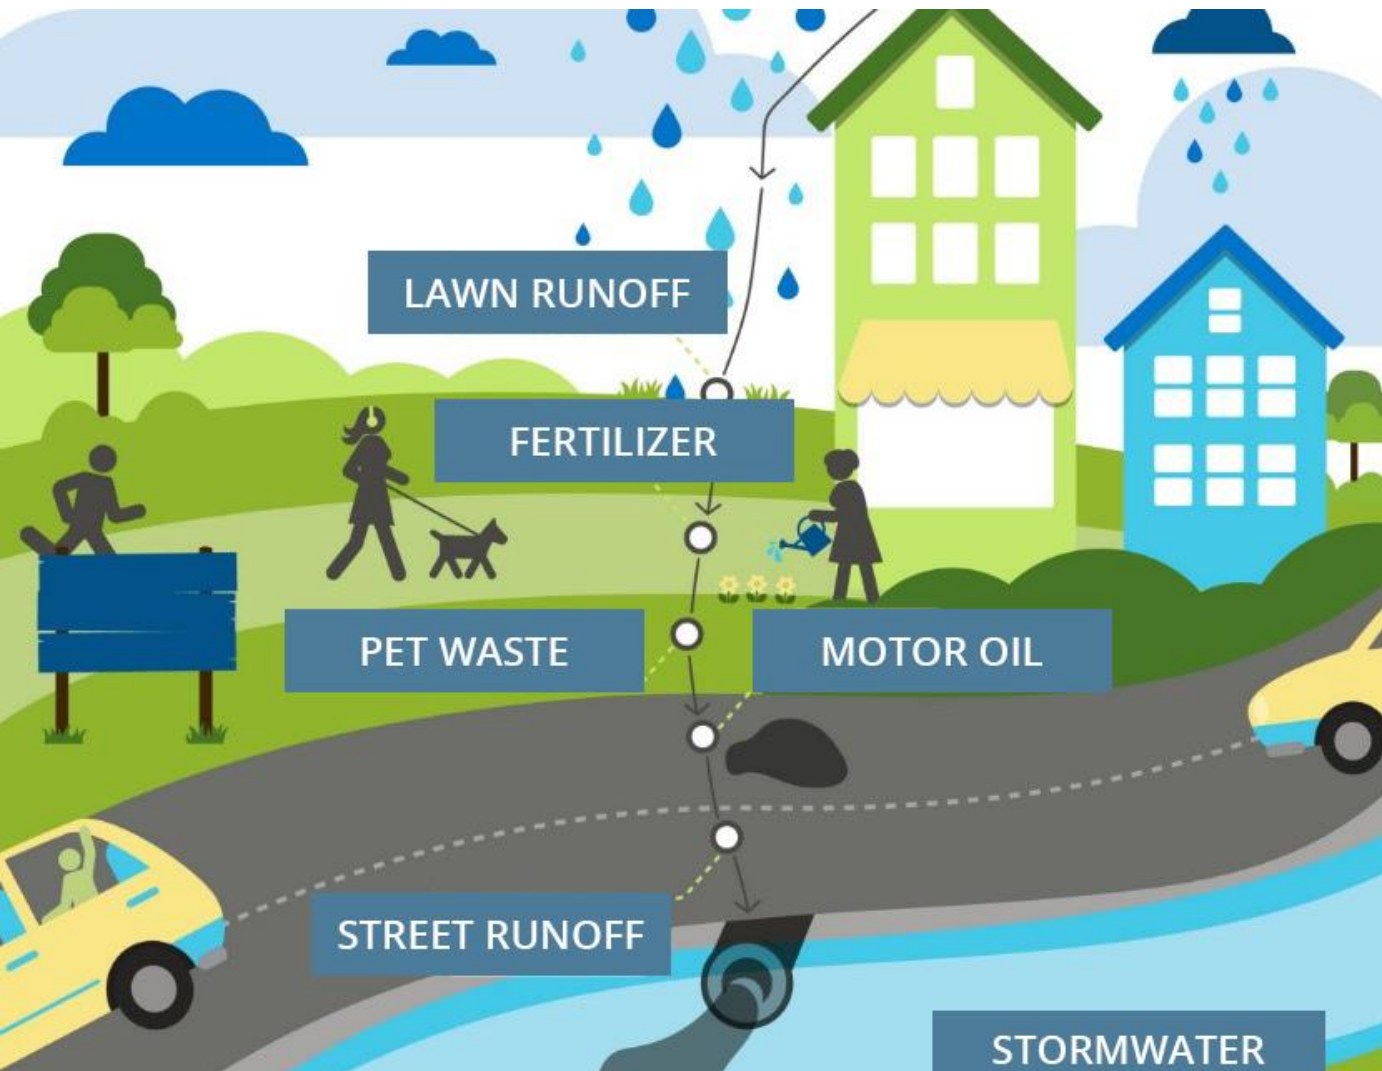 LAWN RUNOFF
FERTILIZER
PET WASTE
MOTOR OIL
STREET RUNOFF
STORMWATER